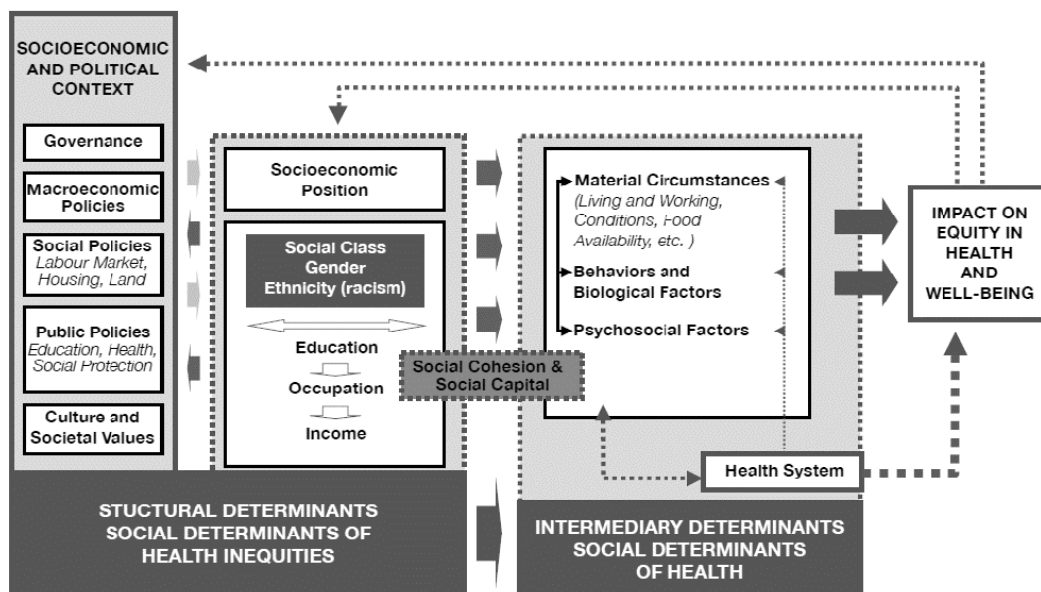 SOCIOECONOMIC
AND POLITICAL
CONTEXT
Governance
Macroeconomic
Policies
Social Policies
Labour Market,
Housing, Land
Public Policies
Education, Health,
Social Protection
Culture and
Societal Values
Socioeconomic
Position
Social Class
Gender
Ethnicity (racism)
Education
Occupation
Income
Social Cohesion &
Social Capital
Material Circumstances
(Living and Working,
Conditions, Food
Availability, etc. )
Behaviors and
Biological Factors
Psychosocial Factors
Health System
IMPACT ON
EQUITY IN
HEALTH
AND
WELL-BEING
STUCTURAL DETERMINANTS
SOCIAL DETERMINANTS OF
HEALTH INEQUITIES
INTERMEDIARY DETERMINANTS
SOCIAL DETERMINANTS
OF HEALTH